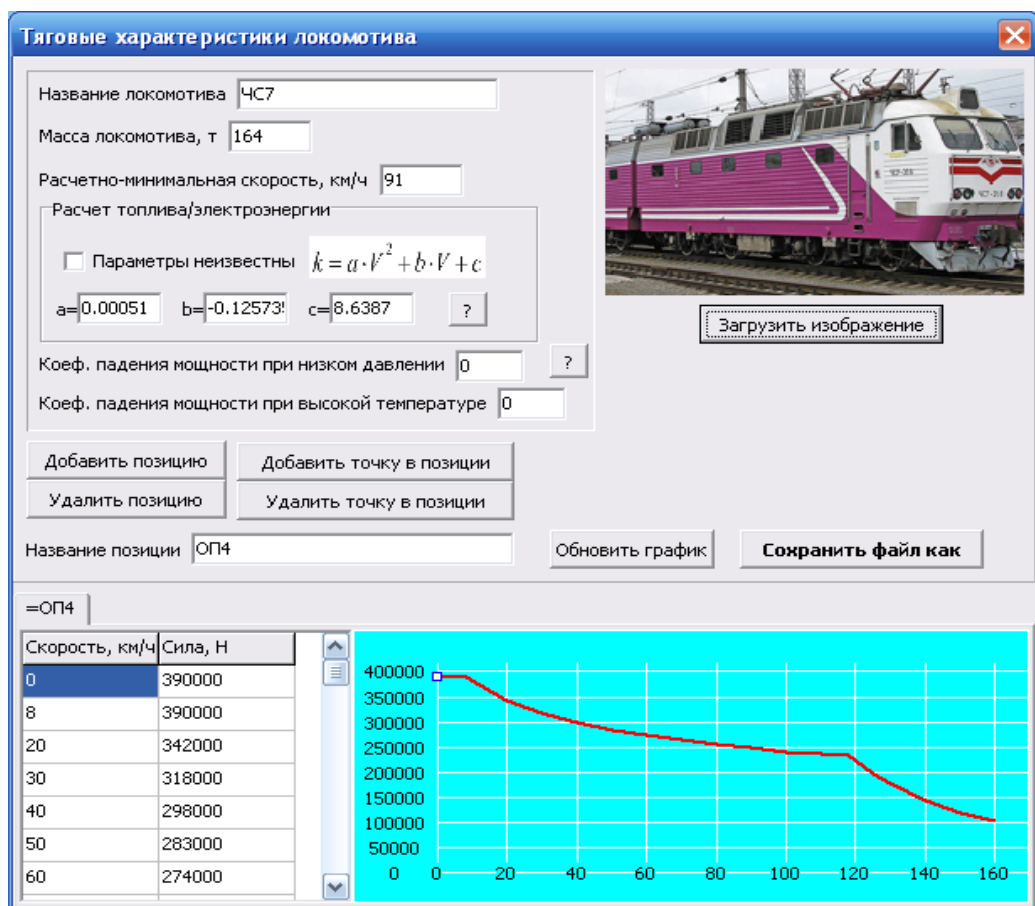 Тяговые характеристики локомотива
Название локомотива ЧС7
Масса локомотива, т 164
Расчетно-минимальная скорость, км/ч 91
Расчет топлива/электроэнергии
Параметры неизвестны k = a · V² + b · V + c
a= 0.00051 b= -0.12573 c= 8.6387 ?
Коеф. падения мощности при низком давлении 0 ?
Коеф. падения мощности при высокой температуре 0
Загрузить изображение
Добавить позицию Добавить точку в позиции
Удалить позицию Удалить точку в позиции
Название позиции ОП4 Обновить график Сохранить файл как
=ОП4
Скорость, км/ч Сила, Н
0 390000
8 390000
20 342000
30 318000
40 298000
50 283000
60 274000
400000
350000
300000
250000
200000
150000
100000
50000
0 0 20 40 60 80 100 120 140 160